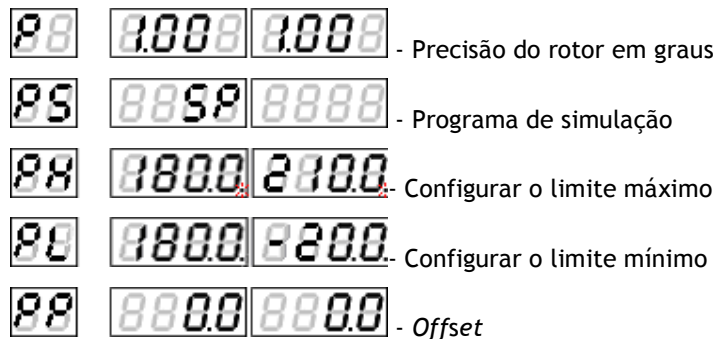 P 1.00 1.00 - Precisão do rotor em graus
PS SP - Programa de simulação
PH 180.0. 210.0. - Configurar o limite máximo
PL 180.0. -20.0. - Configurar o limite mínimo
PP 0.0 0.0 - Offset